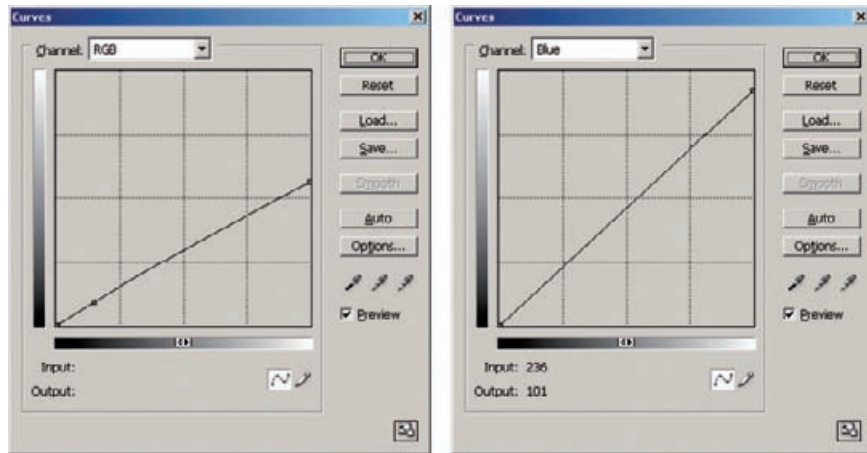 Curves
Channel: RGB
OK
Reset
Load...
Save...
Smooth
Auto
Options...
Preview
Input:
Output:
Curves
Channel: Blue
OK
Reset
Load...
Save...
Smooth
Auto
Options...
Preview
Input: 236
Output: 101